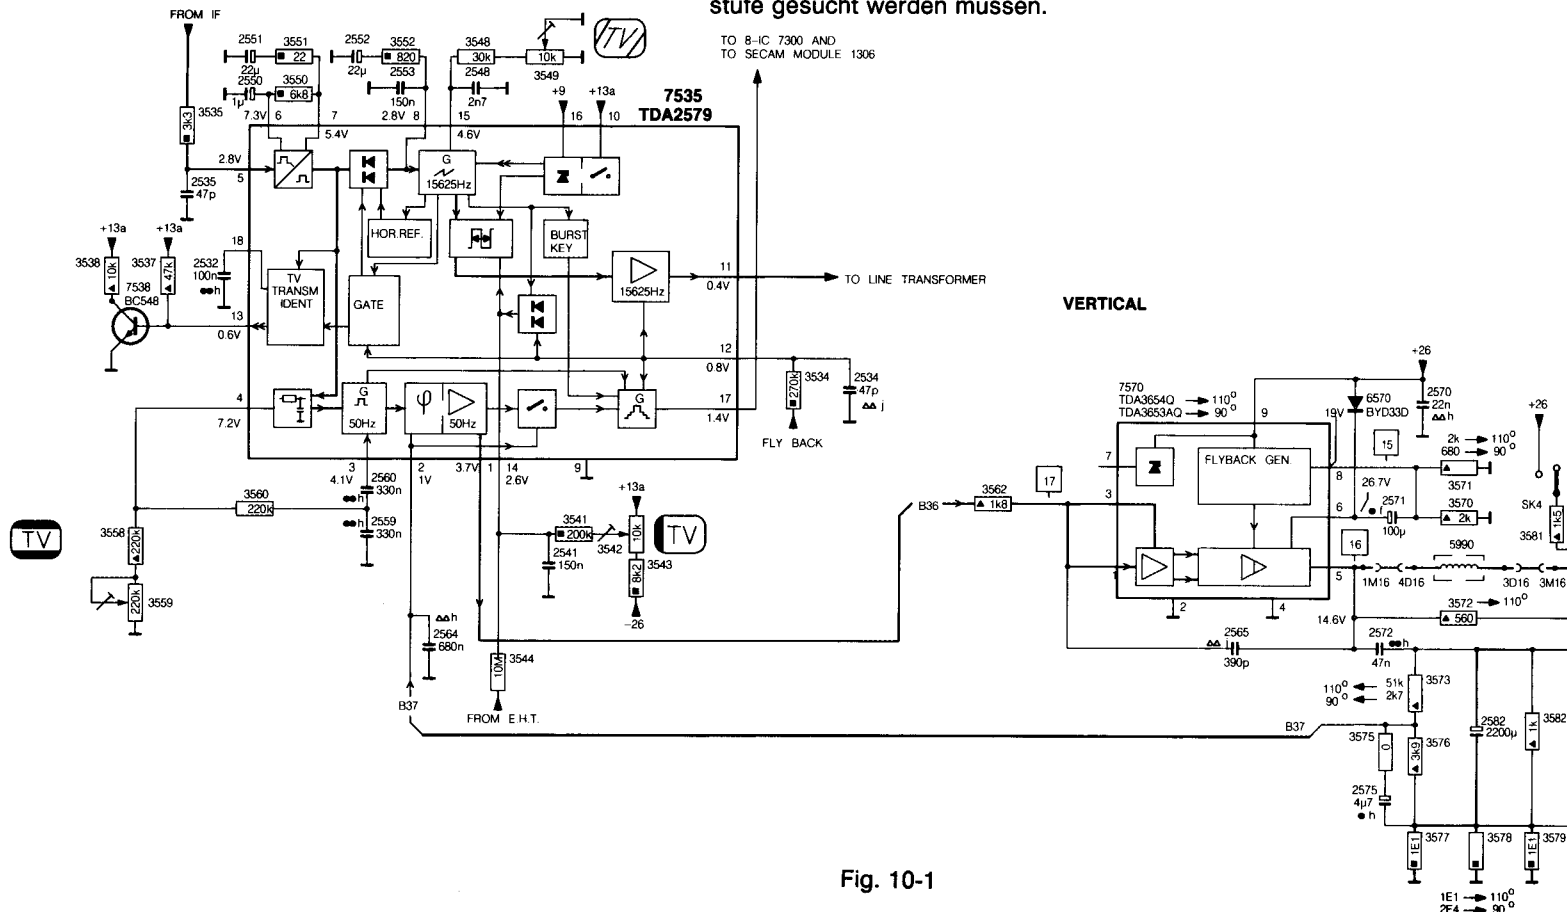 stufe gesucht werden müssen.
FROM IF
2551
22µ
3551
22
2550
1µ
3550
6k8
2552
22µ
3552
820
2553
150n
3548
30k
2548
2n7
10k
3549
TV
TO 8-IC 7300 AND
TO SECAM MODULE 1306
3535
3k3
7.3V 6
7
5.4V
2.8V 8
15
4.6V
+9
16
+13a
10
7535
TDA2579
2.8V
5
2535
47p
G
15625Hz
HOR.REF.
BURST
KEY
+13a
+13a
3538
10k
3537
47k
7538
BC548
18
2532
100n
h
TV
TRANSM
IDENT
GATE
15625Hz
11
0.4V
TO LINE TRANSFORMER
13
0.6V
12
0.8V
3534
270k
2534
47p
j
FLY BACK
4
7.2V
G
50Hz
φ
50Hz
G
17
1.4V
3
4.1V
2
1V
3.7V 1
14
2.6V
9
2560
330n
h
3560
220k
2559
330n
h
TV
3558
220k
220k
3559
+13a
3541
200k
3542
10k
TV
2541
150n
8k2
3543
-26
h
2564
680n
10M
3544
FROM E.H.T.
B37
B37
VERTICAL
7570
TDA3654Q 110°
TDA3653AQ 90°
9
19V
+26
6570
BYD33D
2570
22n
h
7
FLYBACK GEN.
15
8
2k 110°
680 90°
3571
+26
B36
3562
1k8
17
3
1
6
26.7V
2571
100µ
3570
2k
SK4
1k5
3581
16
5
5990
1M16
4D16
3D16
3M16
2
4
14.6V
3572 110°
560
j
2565
390p
2572
h
47n
110° 51k
90° 2k7
3573
3575
0
3k9
3576
2575
4µ7
h
2582
2200µ
1k
3582
1E1
3577
3578
1E1
3579
1E1 110°
2E4 90°
Fig. 10-1